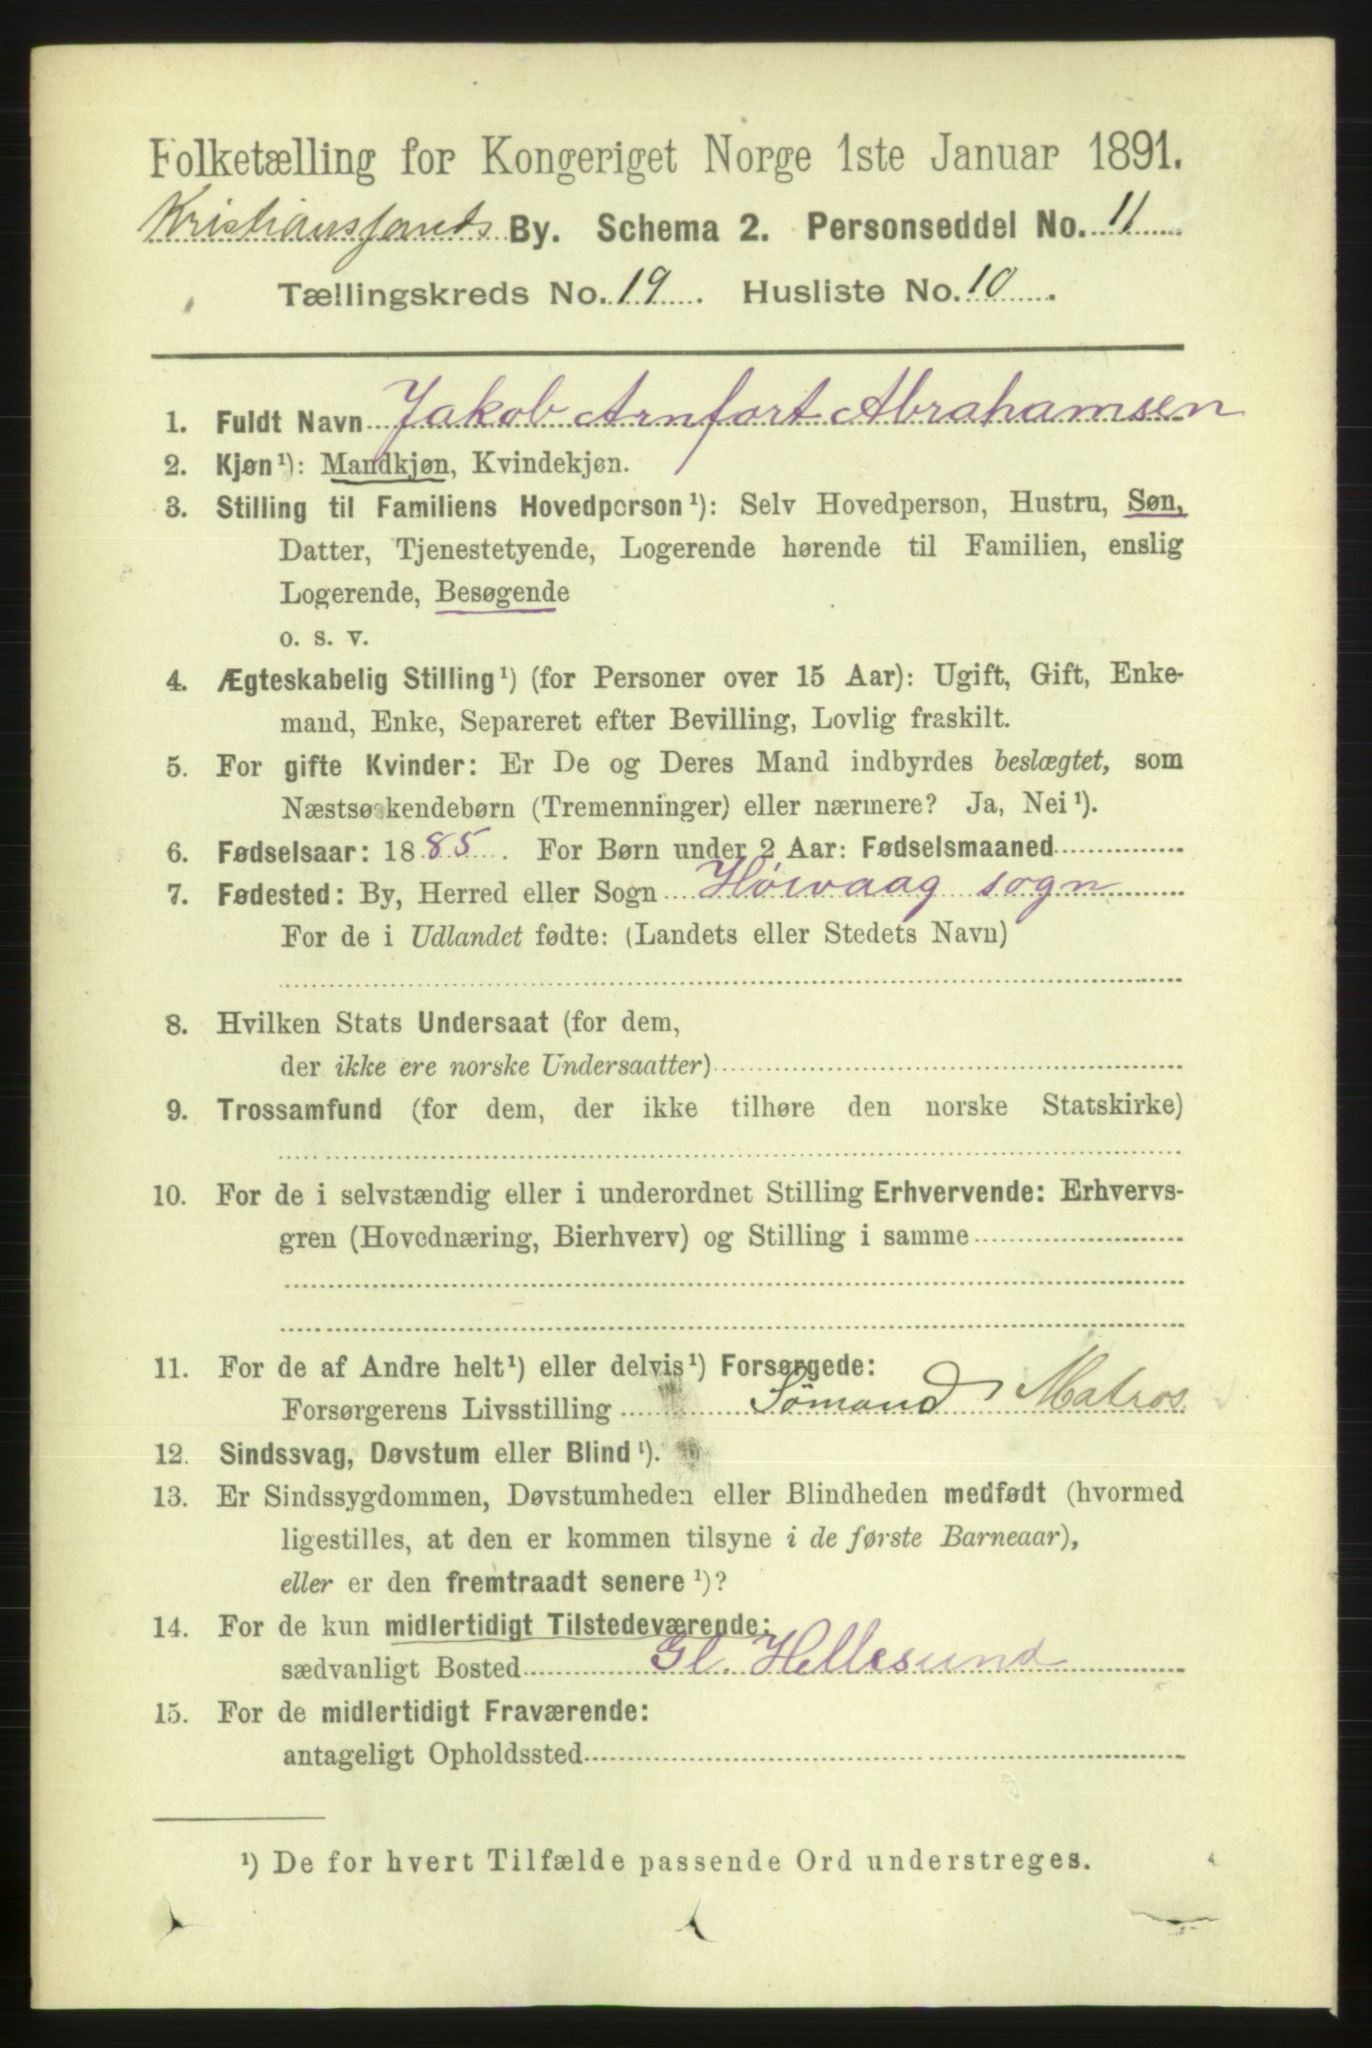 Folketælling for Kongeriget Norge 1ste Januar 1891.
Kristianssands By. Schema 2. Personseddel No. 11
Tællingskreds No. 19. Husliste No. 10.
1. Fuldt Navn Jakob Arnfort Abrahamsen
2. Kjøn¹): Mandkjøn, Kvindekjøn.
3. Stilling til Familiens Hovedperson¹): Selv Hovedperson, Hustru, Søn,
Datter, Tjenestetyende, Logerende hørende til Familien, enslig
Logerende, Besøgende
o. s. v.
4. Ægteskabelig Stilling¹) (for Personer over 15 Aar): Ugift, Gift, Enke-
mand, Enke, Separeret efter Bevilling, Lovlig fraskilt.
5. For gifte Kvinder: Er De og Deres Mand indbyrdes beslægtet, som
Næstsøskendebørn (Tremenninger) eller nærmere? Ja, Nei¹).
6. Fødselsaar: 1885. For Børn under 2 Aar: Fødselsmaaned
7. Fødested: By, Herred eller Sogn Høivaag sogn
For de i Udlandet fødte: (Landets eller Stedets Navn)
8. Hvilken Stats Undersaat (for dem,
der ikke ere norske Undersaatter)
9. Trossamfund (for dem, der ikke tilhøre den norske Statskirke)
10. For de i selvstændig eller i underordnet Stilling Erhvervende: Erhvervs-
gren (Hovednæring, Bierhverv) og Stilling i samme
11. For de af Andre helt¹) eller delvis¹) Forsørgede:
Forsørgerens Livsstilling Sømand Matros
12. Sindssvag, Døvstum eller Blind¹).
13. Er Sindssygdommen, Døvstumheden eller Blindheden medfødt (hvormed
ligestilles, at den er kommen tilsyne i de første Barneaar),
eller er den fremtraadt senere¹)?
14. For de kun midlertidigt Tilstedeværende:
sædvanligt Bosted Gl. Hellesund
15. For de midlertidigt Fraværende:
antageligt Opholdssted
¹) De for hvert Tilfælde passende Ord understreges.